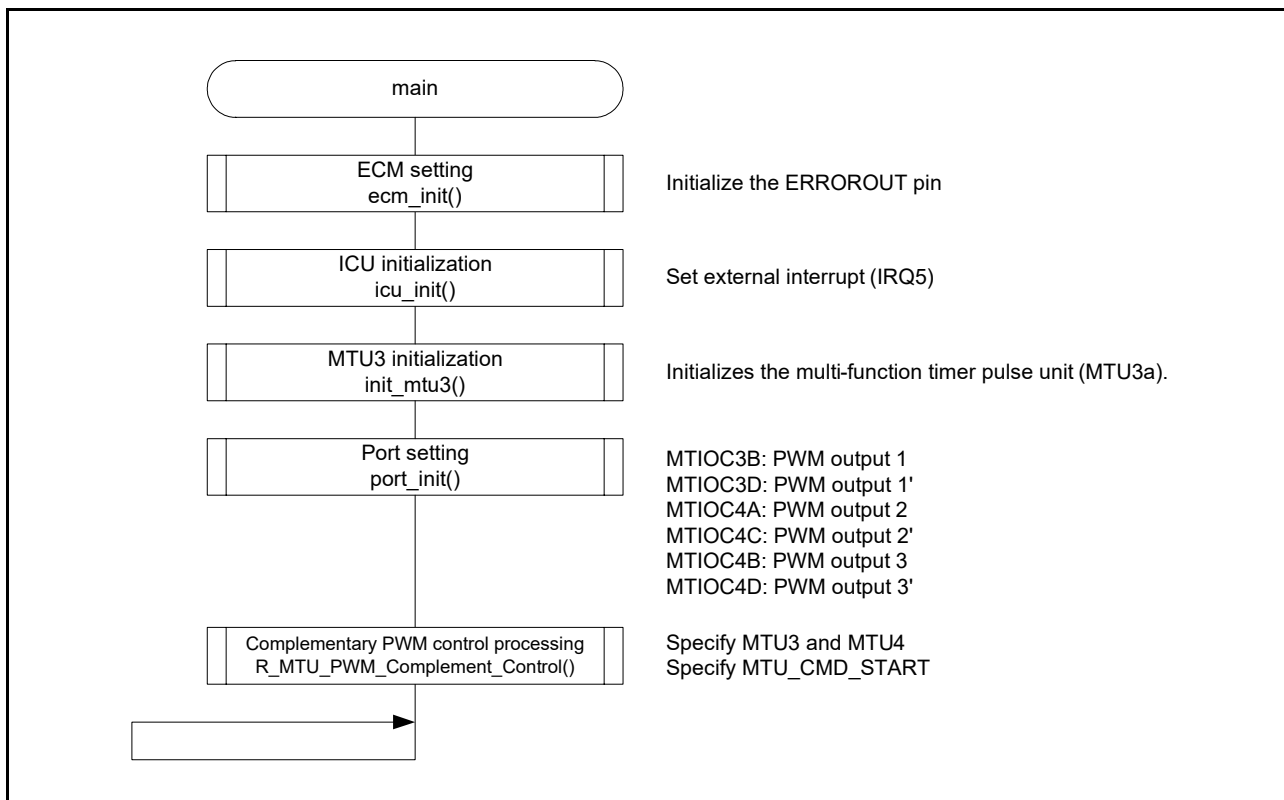 main
ECM setting
ecm_init()
Initialize the ERROROUT pin
ICU initialization
icu_init()
Set external interrupt (IRQ5)
MTU3 initialization
init_mtu3()
Initializes the multi-function timer pulse unit (MTU3a).
Port setting
port_init()
MTIOC3B: PWM output 1
MTIOC3D: PWM output 1'
MTIOC4A: PWM output 2
MTIOC4C: PWM output 2'
MTIOC4B: PWM output 3
MTIOC4D: PWM output 3'
Complementary PWM control processing
R_MTU_PWM_Complement_Control()
Specify MTU3 and MTU4
Specify MTU_CMD_START